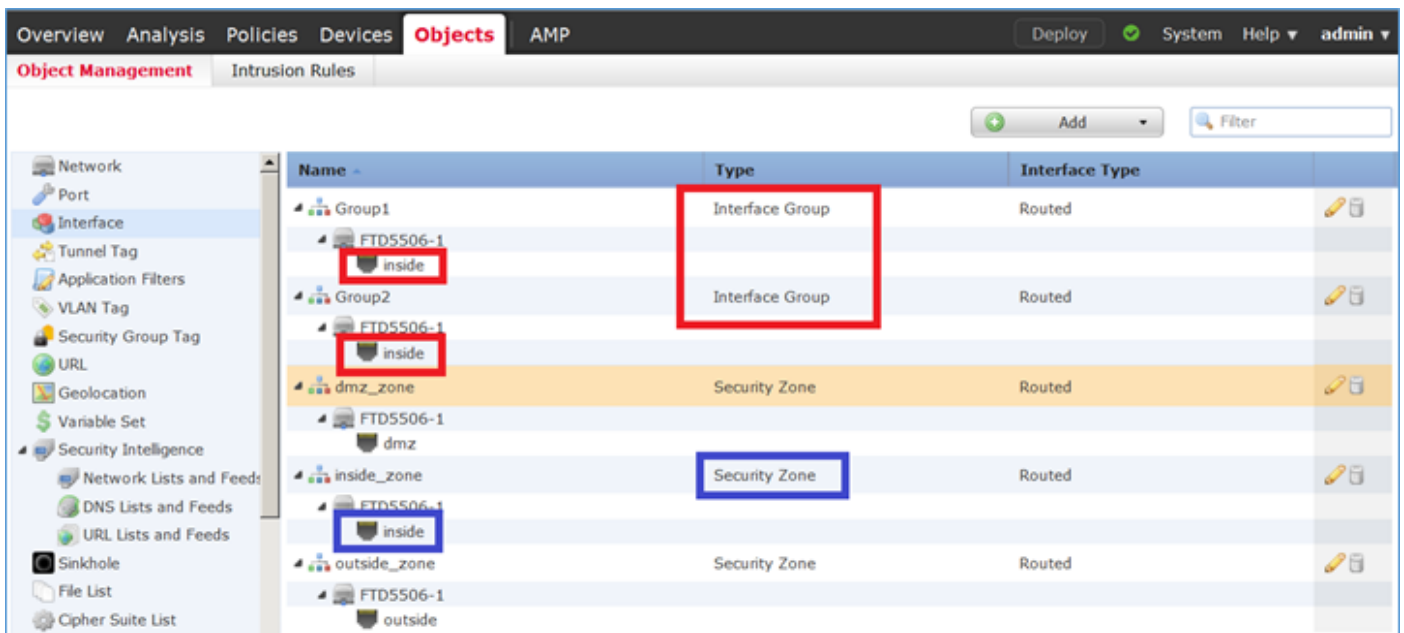 Overview Analysis Policies Devices Objects AMP Deploy System Help admin
Object Management Intrusion Rules
Add Filter
Network
Port
Interface
Tunnel Tag
Application Filters
VLAN Tag
Security Group Tag
URL
Geolocation
Variable Set
Security Intelligence
Network Lists and Feeds
DNS Lists and Feeds
URL Lists and Feeds
Sinkhole
File List
Cipher Suite List
Name Type Interface Type
Group1 Interface Group Routed
FTD5506-1
inside
Group2 Interface Group Routed
FTD5506-1
inside
dmz_zone Security Zone Routed
FTD5506-1
dmz
inside_zone Security Zone Routed
FTD5506-1
inside
outside_zone Security Zone Routed
FTD5506-1
outside